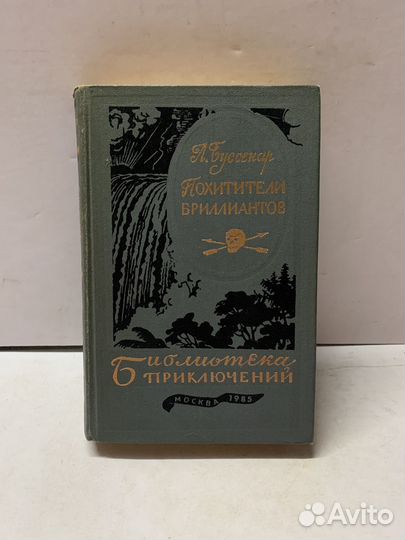 Л. Буссенар
ПОХИТИТЕЛИ
БРИЛЛИАНТОВ
БИБЛИОТЕКА
ПРИКЛЮЧЕНИЙ
МОСКВА 1985
Avito